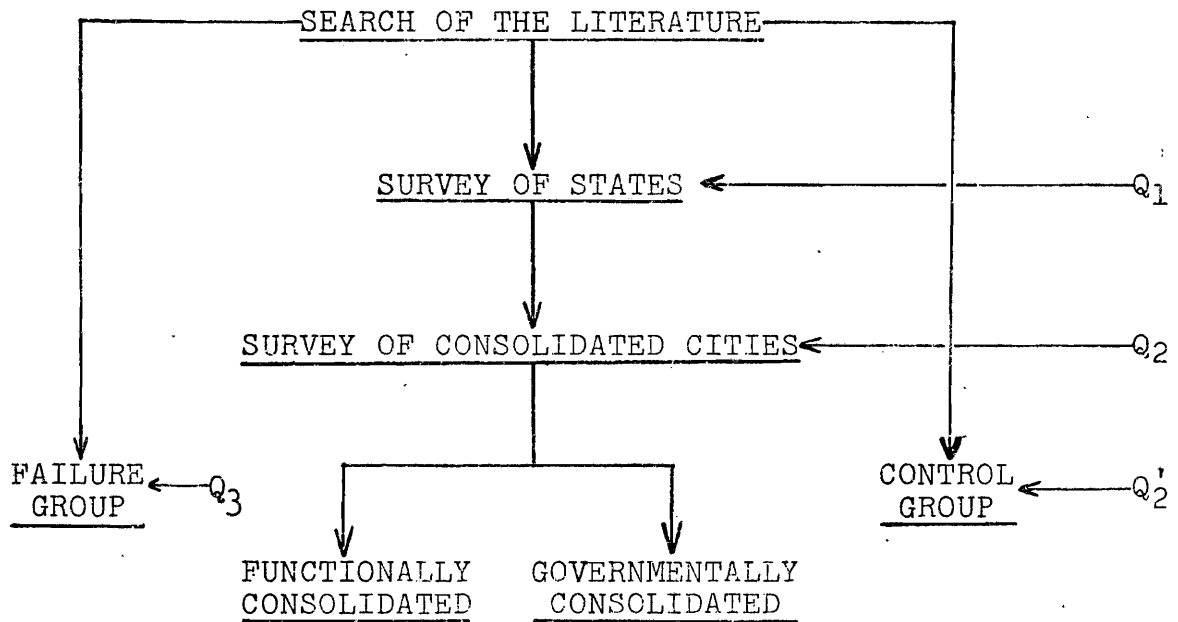 SEARCH OF THE LITERATURE
SURVEY OF STATES
Q1
SURVEY OF CONSOLIDATED CITIES
Q2
FAILURE
GROUP
Q3
CONTROL
GROUP
Q2'
FUNCTIONALLY
CONSOLIDATED
GOVERNMENTALLY
CONSOLIDATED